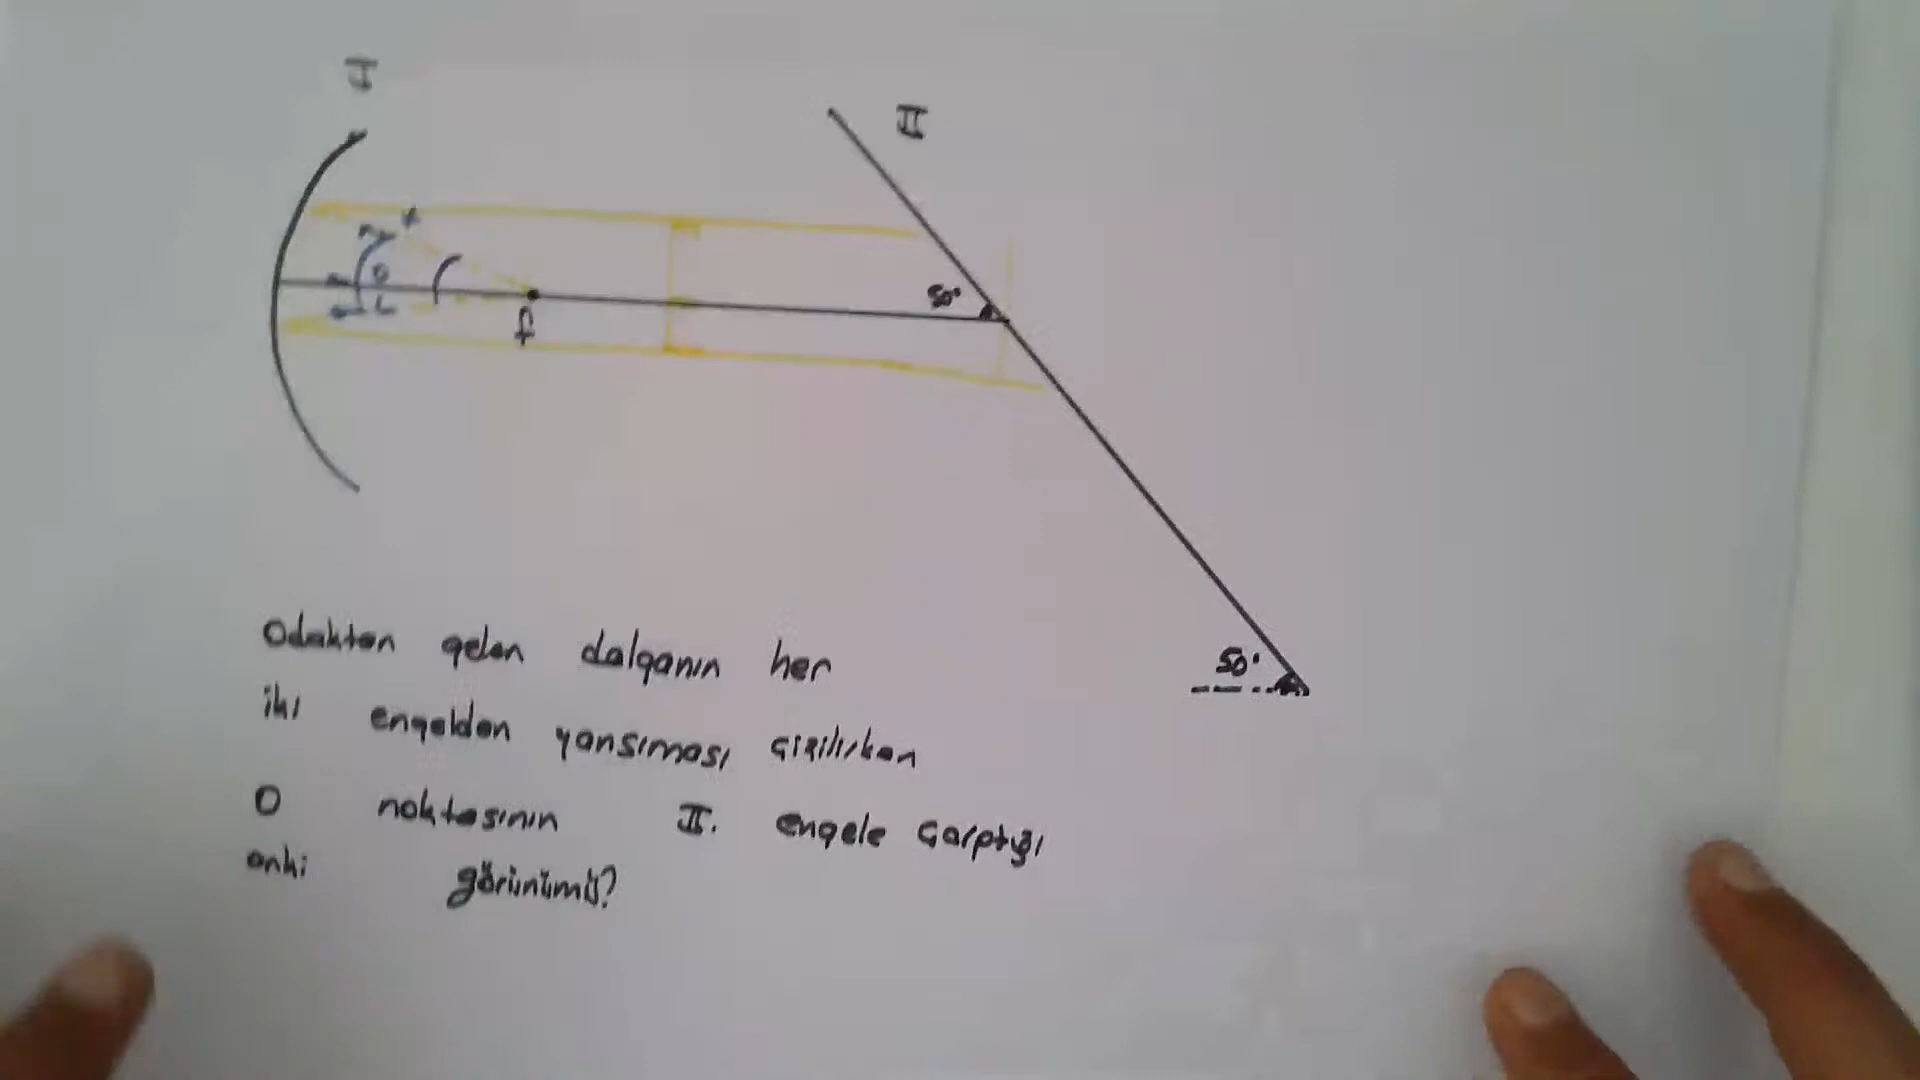 I
II
K
O
L
f
50°
50°
Odaktan gelen dalganın her
iki engelden yansıması çizilirken
O noktasının II. engele çarptığı
anki görünümü?